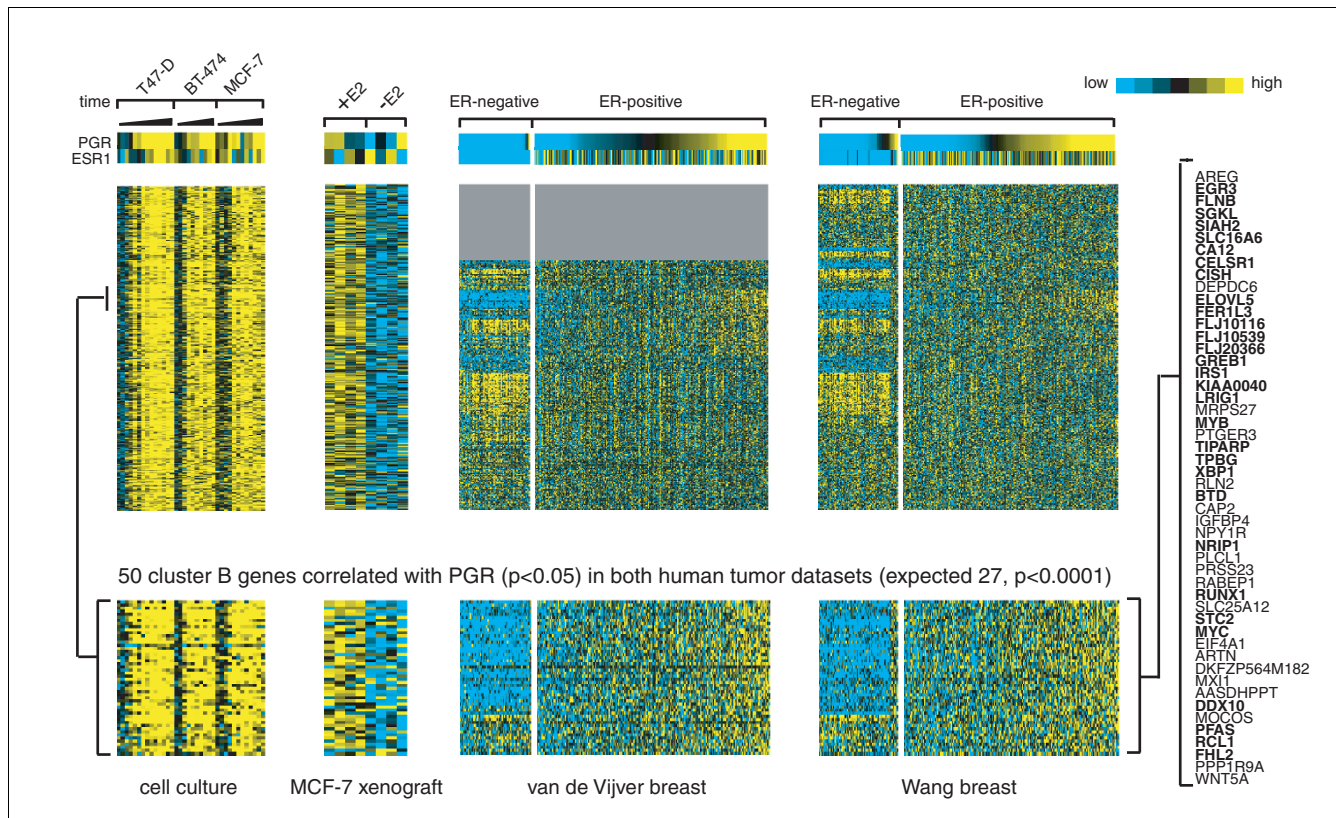 T47-D
BT-474
MCF-7
time
+E2
-E2
ER-negative
ER-positive
ER-negative
ER-positive
low
high
PGR
ESR1
50 cluster B genes correlated with PGR (p<0.05) in both human tumor datasets (expected 27, p<0.0001)
cell culture
MCF-7 xenograft
van de Vijver breast
Wang breast
AREG
EGR3
FLNB
SGKL
SIAH2
SLC16A6
CA12
CELSR1
CISH
DEPDC6
ELOVL5
FER1L3
FLJ10116
FLJ10539
FLJ20366
GREB1
IRS1
KIAA0040
LRIG1
MRPS27
MYB
PTGER3
TIPARP
TPBG
XBP1
RLN2
BTD
CAP2
IGFBP4
NPY1R
NRIP1
PLCL1
PRSS23
RABEP1
RUNX1
SLC25A12
STC2
MYC
EIF4A1
ARTN
DKFZP564M182
MXI1
AASDHPPT
DDX10
MOCOS
PFAS
RCL1
FHL2
PPP1R9A
WNT5A